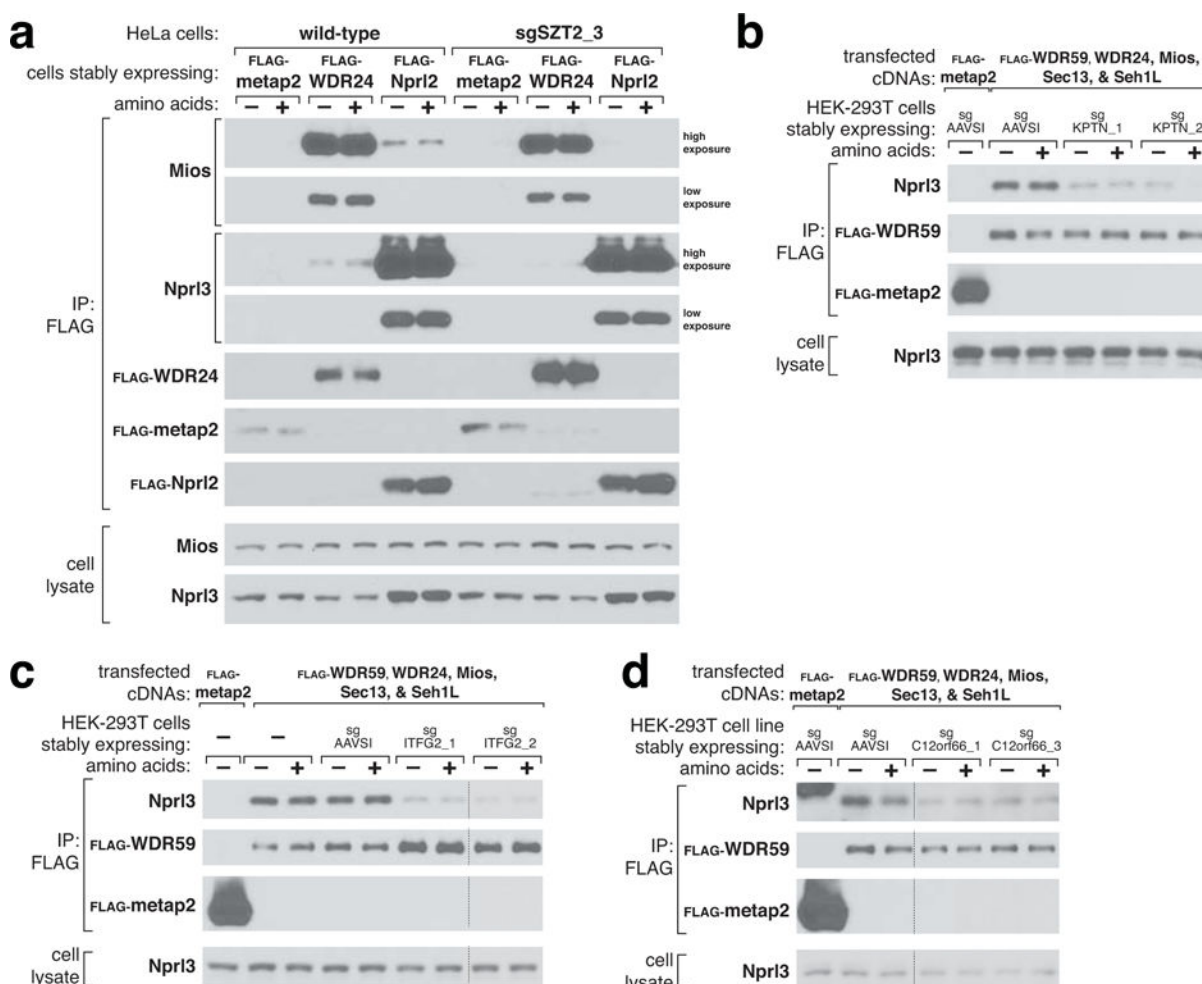 a
HeLa cells: wild-type sgSZT2_3
cells stably expressing: FLAG-metap2 FLAG-WDR24 FLAG-Nprl2 FLAG-metap2 FLAG-WDR24 FLAG-Nprl2
amino acids: − + − + − + − + − + − +
IP: FLAG
Mios high exposure
low exposure
Nprl3 high exposure
low exposure
FLAG-WDR24
FLAG-metap2
FLAG-Nprl2
cell lysate
Mios
Nprl3
b
transfected cDNAs: FLAG-metap2 FLAG-WDR59, WDR24, Mios, Sec13, & Seh1L
HEK-293T cells stably expressing: sg AAVSI sg AAVSI sg KPTN_1 sg KPTN_2
amino acids: − − + − + − +
IP: FLAG
Nprl3
FLAG-WDR59
FLAG-metap2
cell lysate
Nprl3
c
transfected cDNAs: FLAG-metap2 FLAG-WDR59, WDR24, Mios, Sec13, & Seh1L
HEK-293T cells stably expressing: − − sg AAVSI sg ITFG2_1 sg ITFG2_2
amino acids: − − + − + − + − +
IP: FLAG
Nprl3
FLAG-WDR59
FLAG-metap2
cell lysate
Nprl3
d
transfected cDNAs: FLAG-metap2 FLAG-WDR59, WDR24, Mios, Sec13, & Seh1L
HEK-293T cell line stably expressing: sg AAVSI sg AAVSI sg C12orf66_1 sg C12orf66_3
amino acids: − − + − + − +
IP: FLAG
Nprl3
FLAG-WDR59
FLAG-metap2
cell lysate
Nprl3